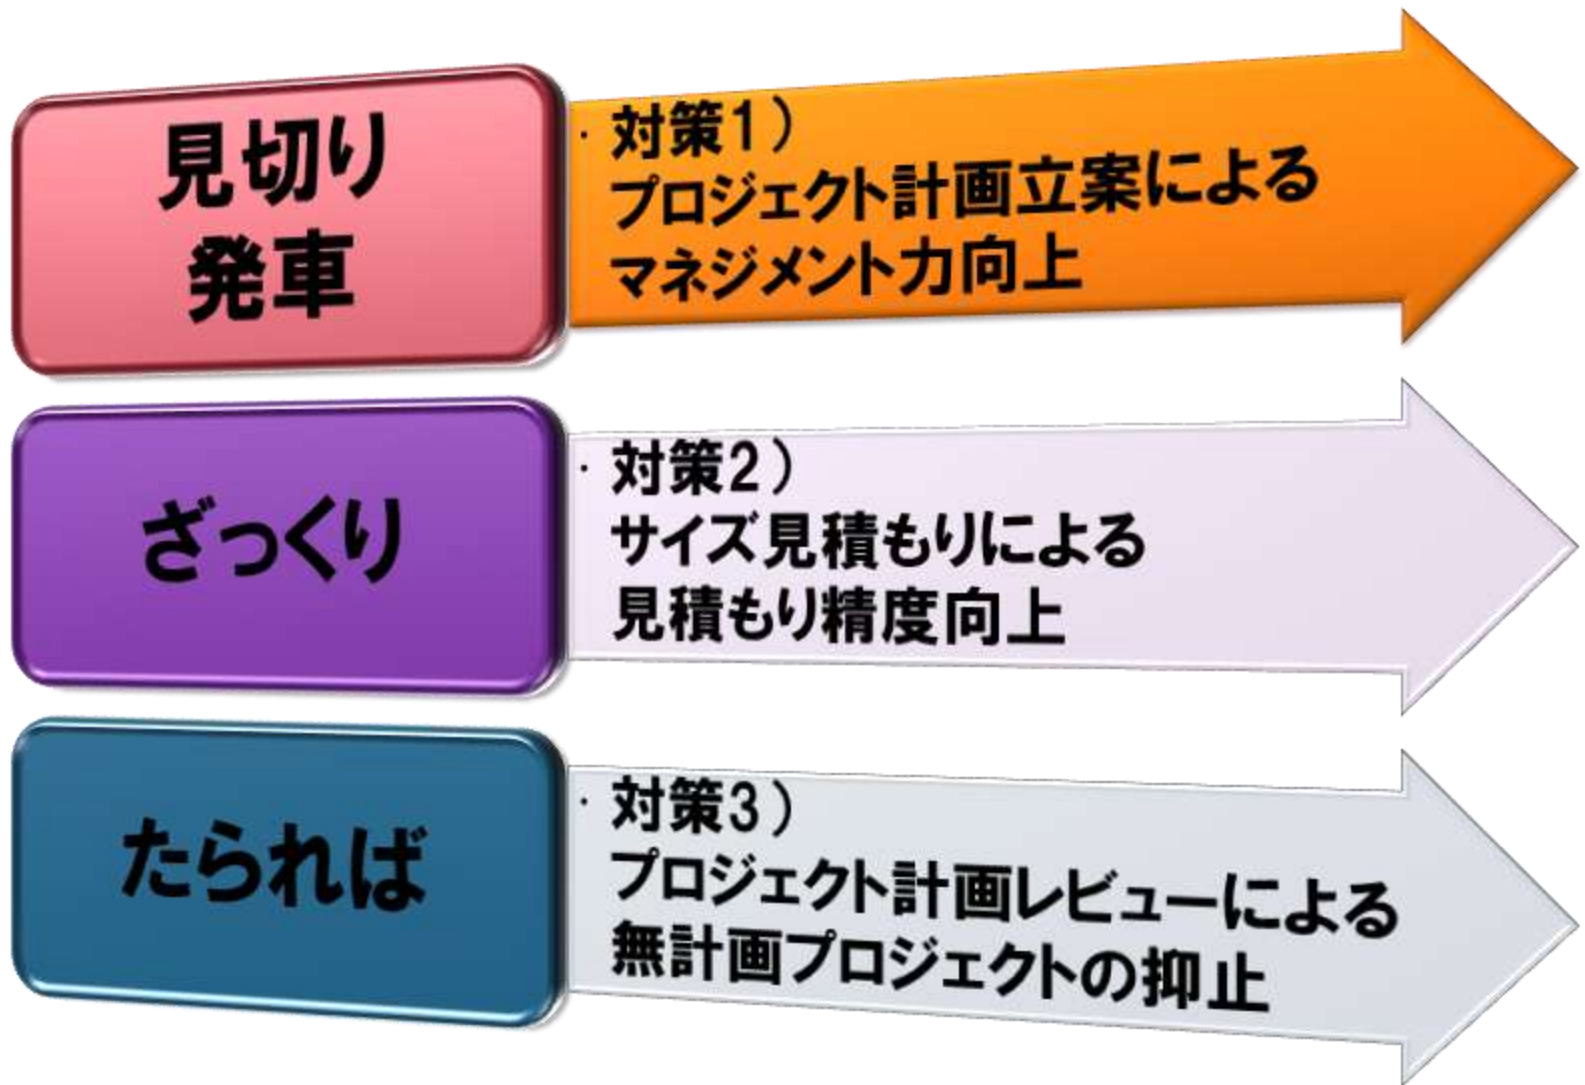 見切り
発車
・対策1）
プロジェクト計画立案による
マネジメント力向上
ざっくり
・対策2）
サイズ見積もりによる
見積もり精度向上
たられば
・対策3）
プロジェクト計画レビューによる
無計画プロジェクトの抑止